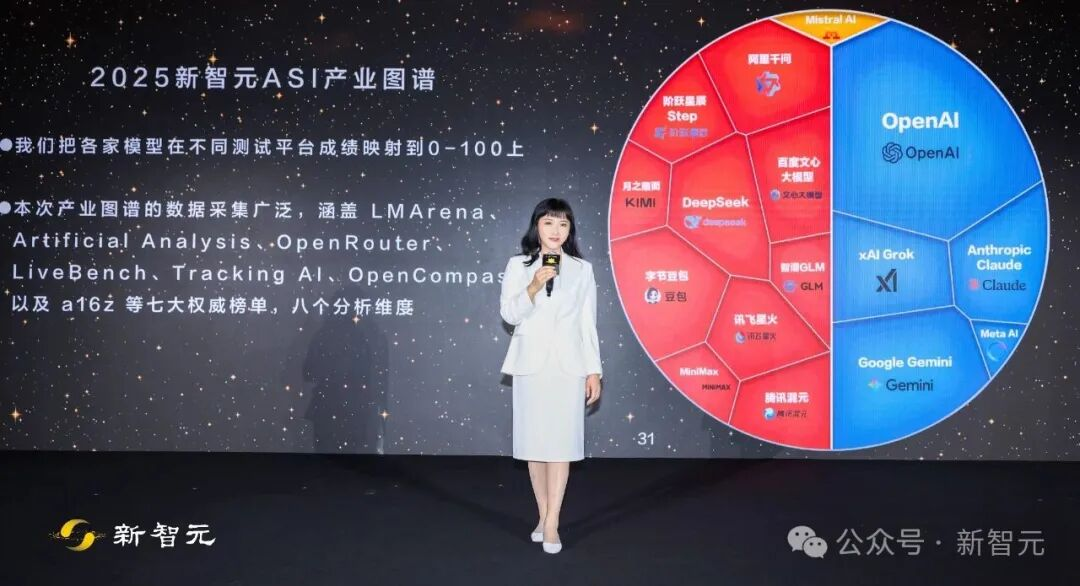 2025新智元ASI产业图谱
●我们把各家模型在不同测试平台成绩映射到0-100上
●本次产业图谱的数据采集广泛，涵盖 LMArena、
Artificial Analysis、OpenRouter、
LiveBench、Tracking AI、OpenCompas
以及 a16z 等七大权威榜单，八个分析维度
Mistral AI
阿里千问
阶跃星辰
Step
阶跃星辰
月之暗面
KIMI
DeepSeek
deepseek
百度文心
大模型
文心大模型
字节豆包
豆包
智谱GLM
GLM
讯飞星火
讯飞星火
MiniMax
MINIMAX
腾讯混元
腾讯混元
OpenAI
OpenAI
xAI Grok
xI
Anthropic
Claude
Claude
Meta AI
Google Gemini
Gemini
31
新智元
公众号·新智元